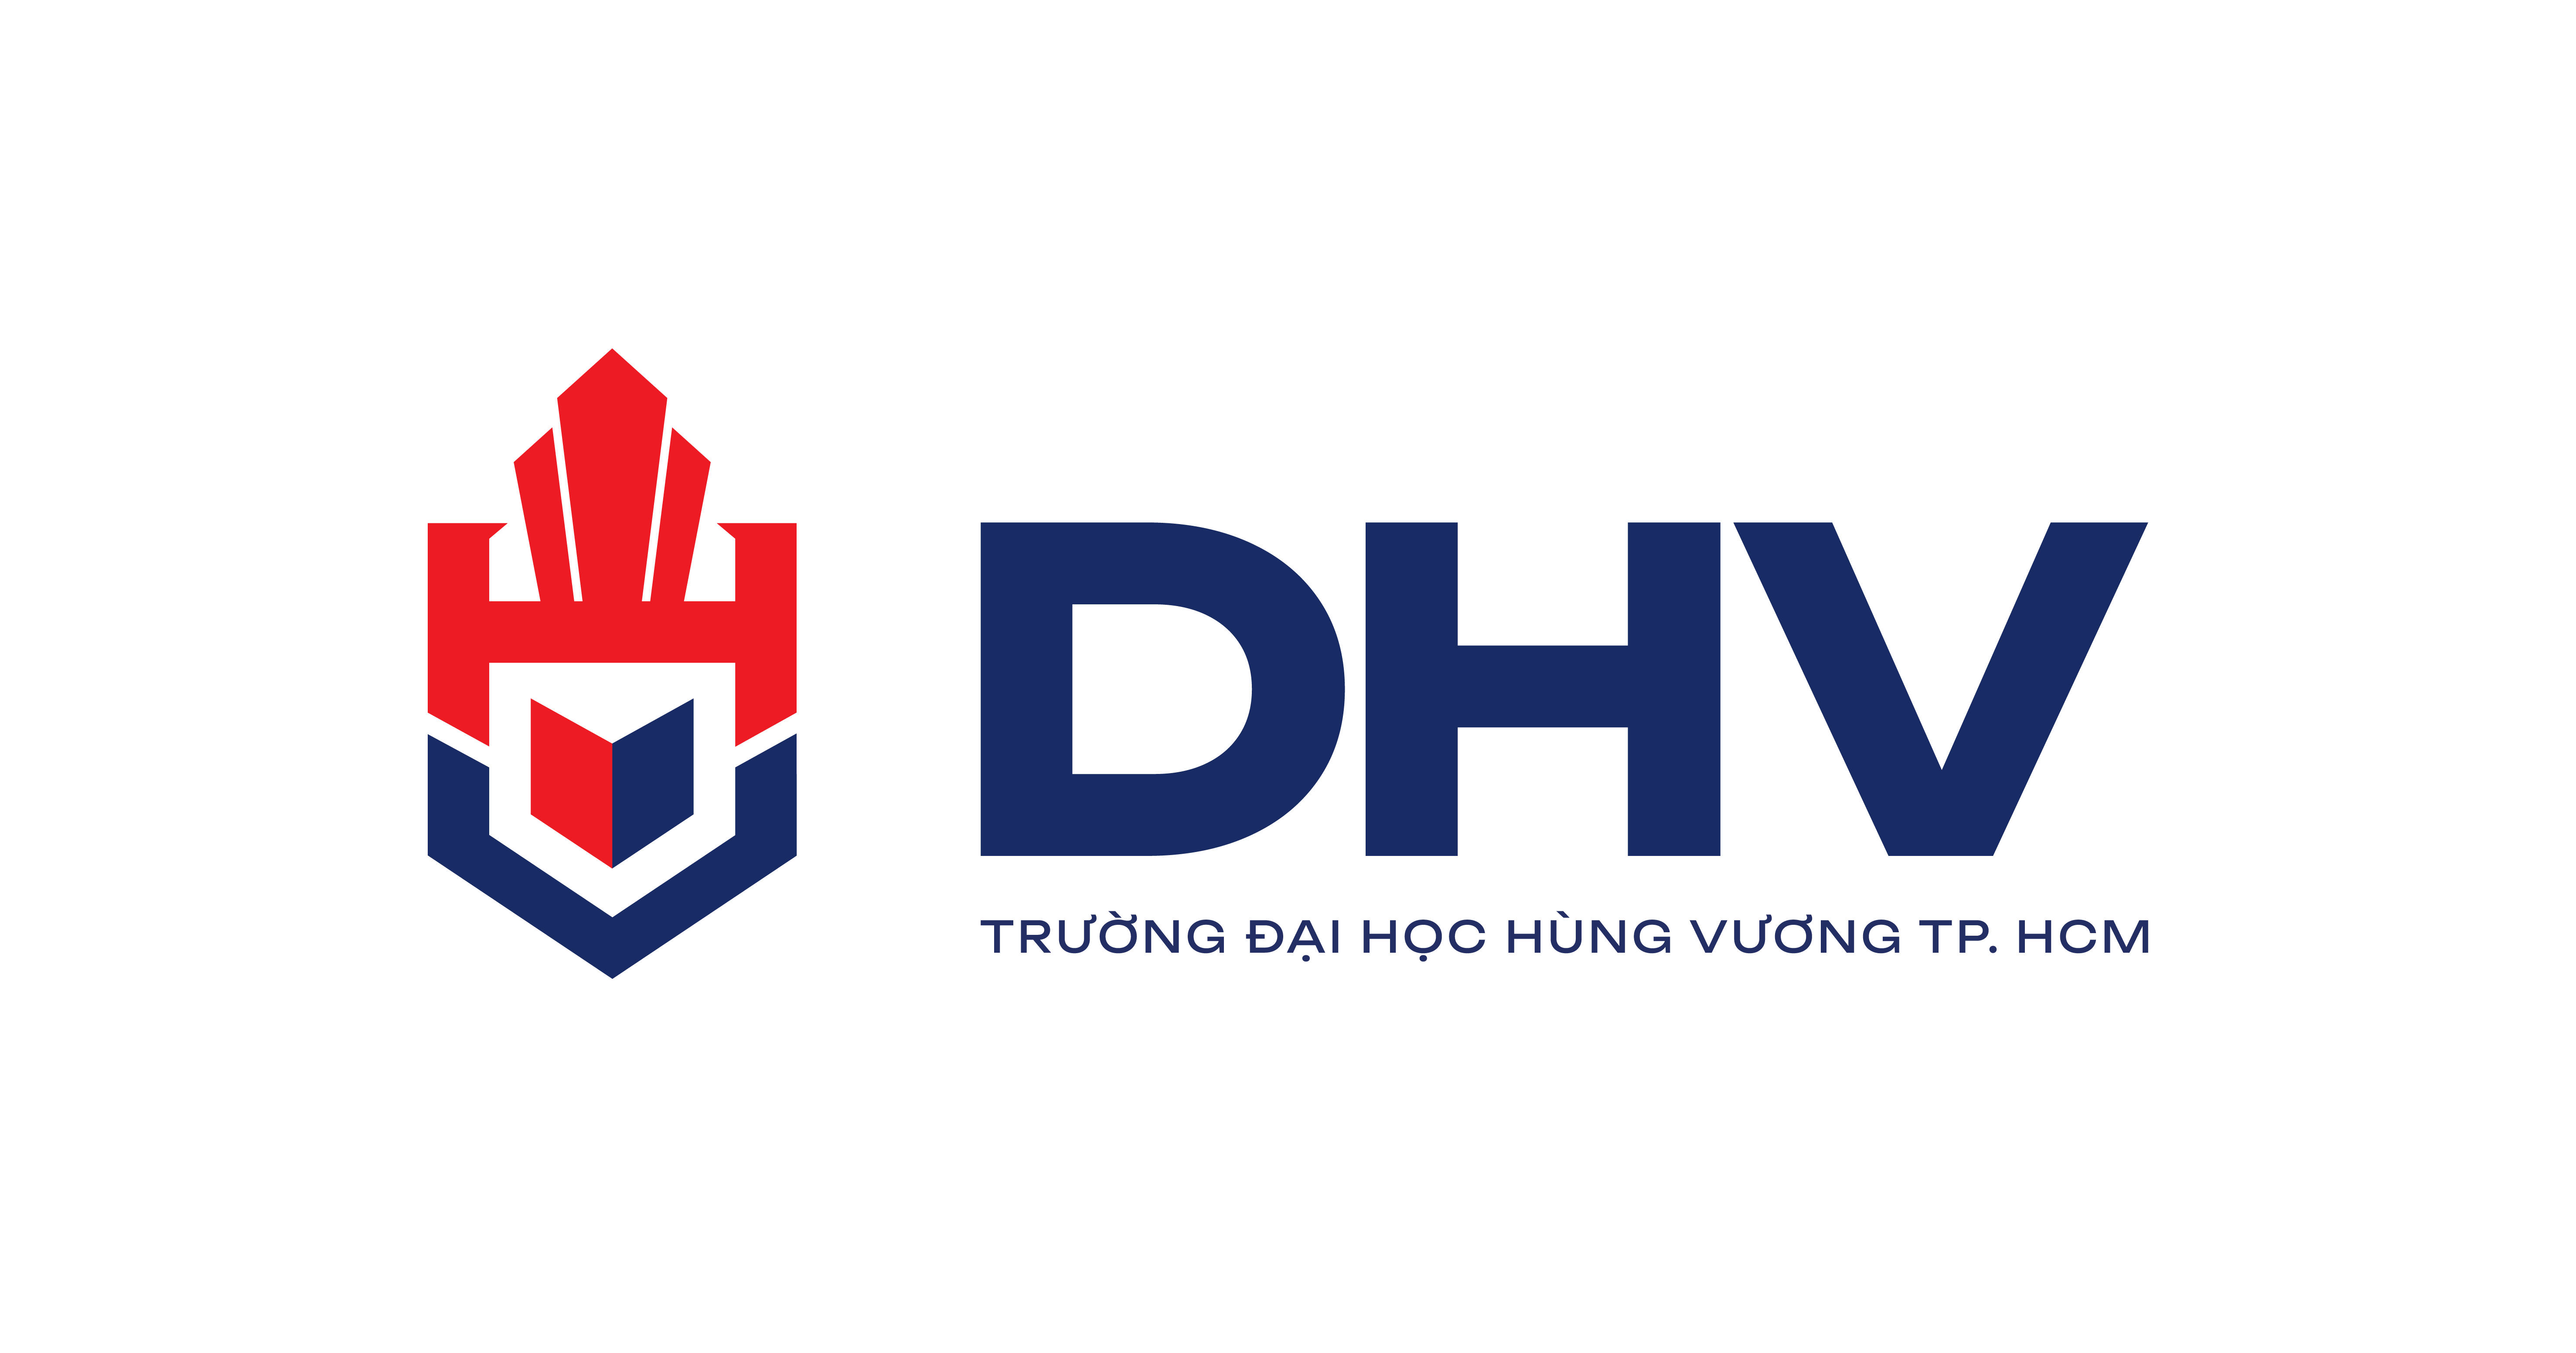 DHV
TRƯỜNG ĐẠI HỌC HÙNG VƯƠNG TP. HCM